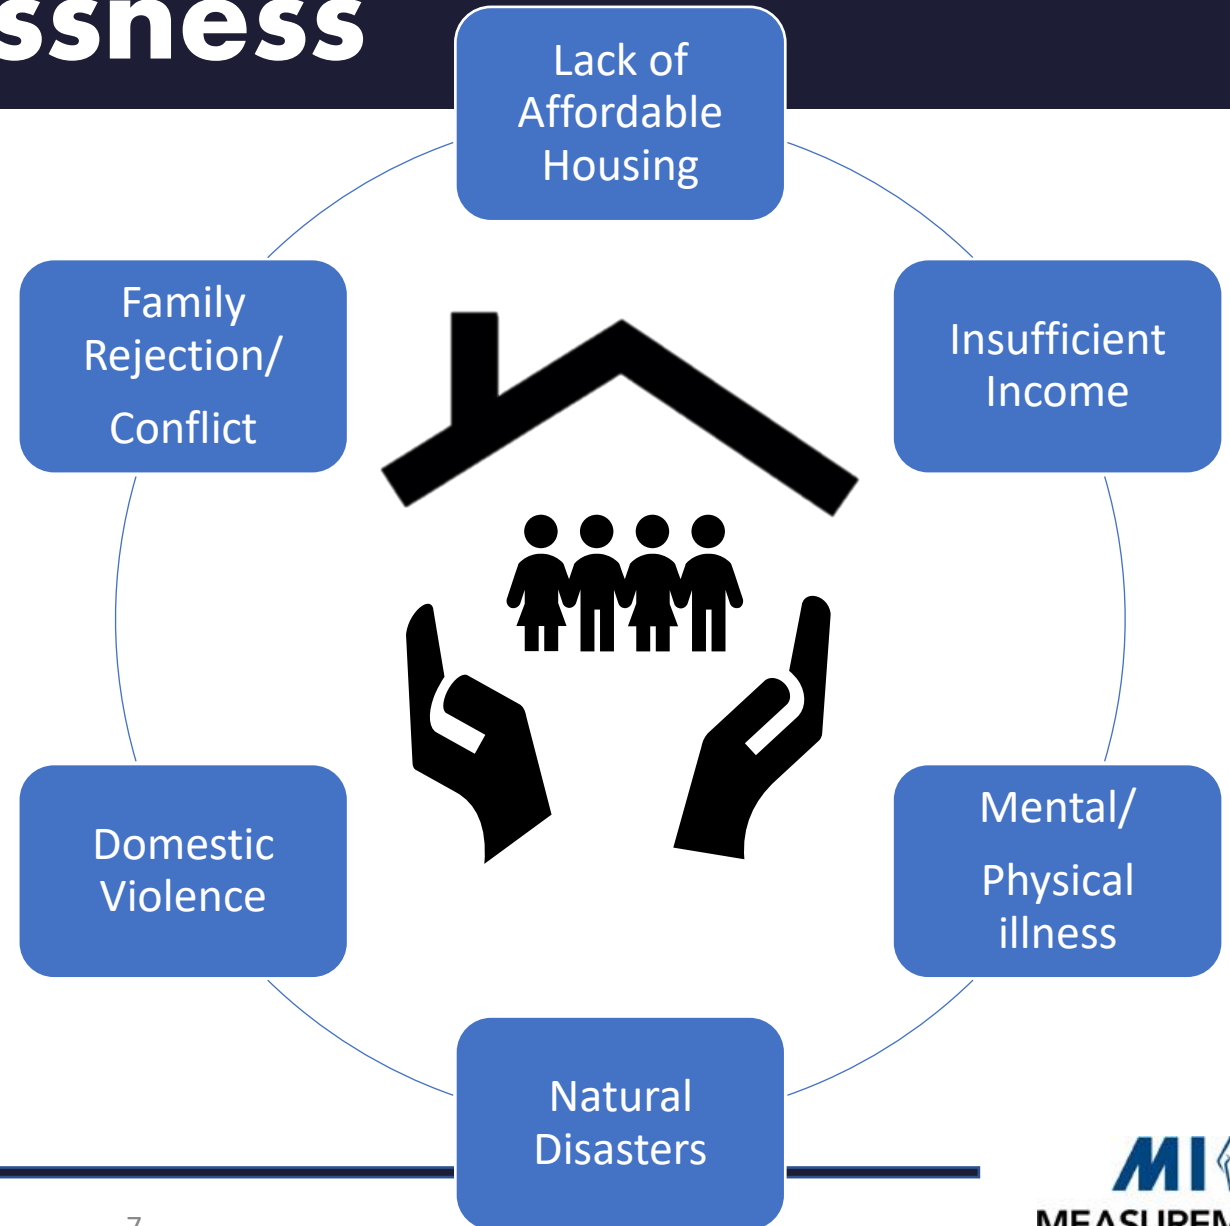 ssness
Lack of
Affordable
Housing
Family
Rejection/
Conflict
Insufficient
Income
Domestic
Violence
Mental/
Physical
illness
Natural
Disasters
MI
7